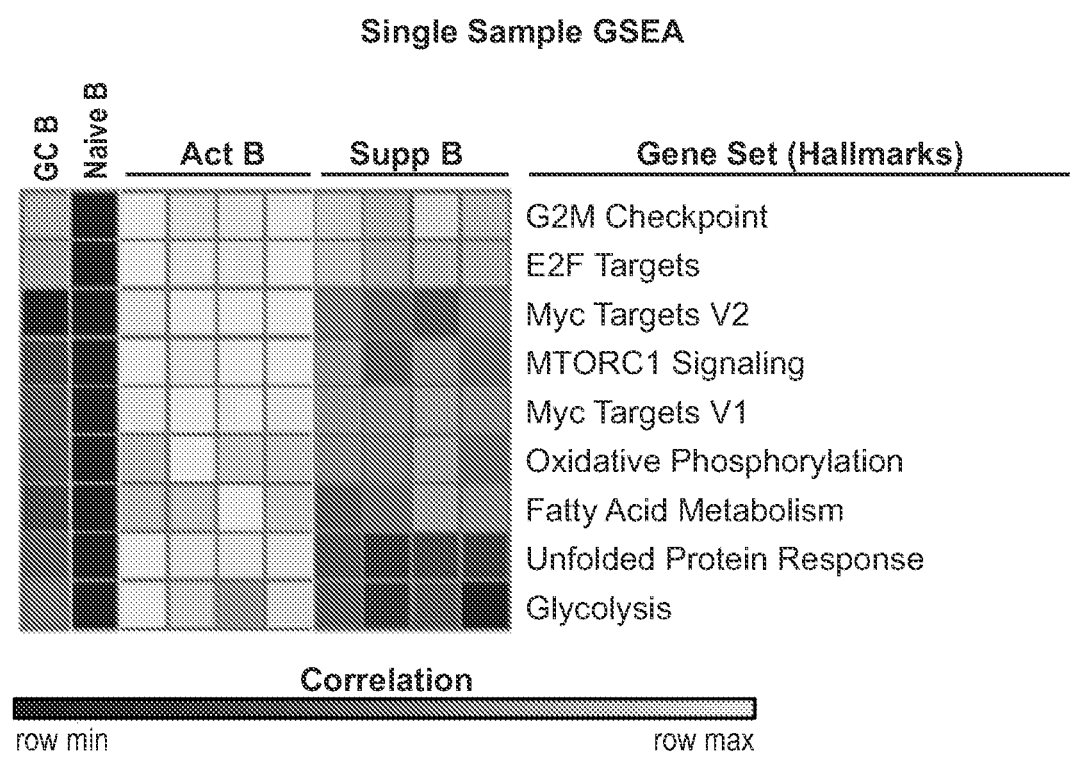 Single Sample GSEA
GC B
Naive B
Act B
Supp B
Gene Set (Hallmarks)
G2M Checkpoint
E2F Targets
Myc Targets V2
MTORC1 Signaling
Myc Targets V1
Oxidative Phosphorylation
Fatty Acid Metabolism
Unfolded Protein Response
Glycolysis
Correlation
row min
row max